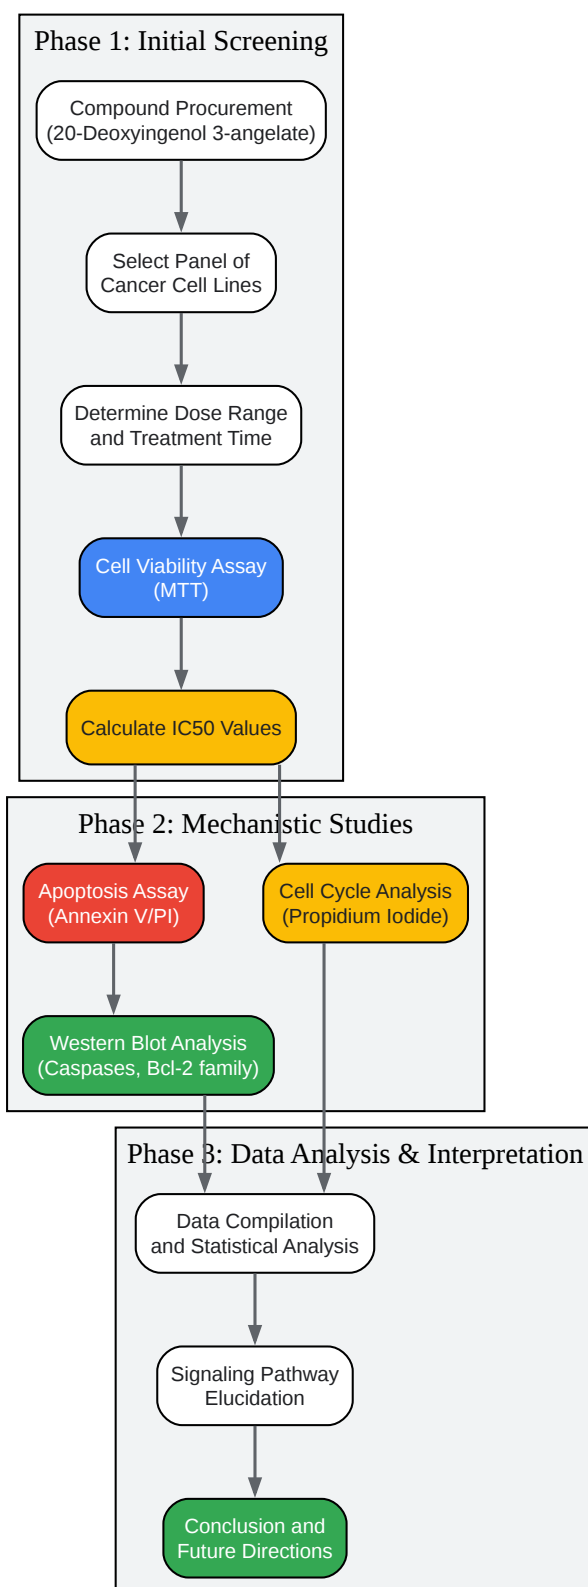 Phase 1: Initial Screening
Compound Procurement
(20-Deoxyingenol 3-angelate)
Select Panel of
Cancer Cell Lines
Determine Dose Range
and Treatment Time
Cell Viability Assay
(MTT)
Calculate IC50 Values
Phase 2: Mechanistic Studies
Apoptosis Assay
(Annexin V/PI)
Cell Cycle Analysis
(Propidium Iodide)
Western Blot Analysis
(Caspases, Bcl-2 family)
Phase 3: Data Analysis & Interpretation
Data Compilation
and Statistical Analysis
Signaling Pathway
Elucidation
Conclusion and
Future Directions